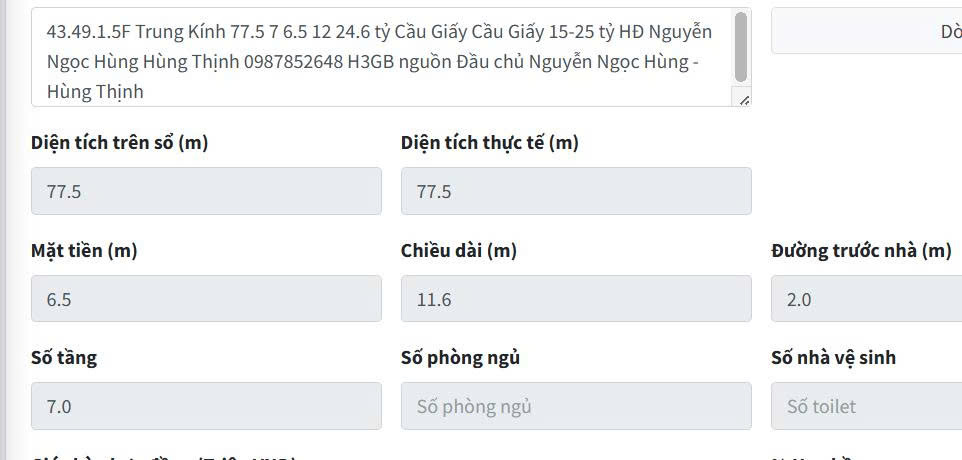 43.49.1.5F Trung Kính 77.5 7 6.5 12 24.6 tỷ Cầu Giấy Cầu Giấy 15-25 tỷ HĐ Nguyễn
Ngọc Hùng Hùng Thịnh 0987852648 H3GB nguồn Đầu chủ Nguyễn Ngọc Hùng -
Hùng Thịnh
Diện tích trên sổ (m)
Diện tích thực tế (m)
77.5
77.5
Mặt tiền (m)
Chiều dài (m)
Đường trước nhà (m)
6.5
11.6
2.0
Số tầng
Số phòng ngủ
Số nhà vệ sinh
7.0
Số phòng ngủ
Số toilet